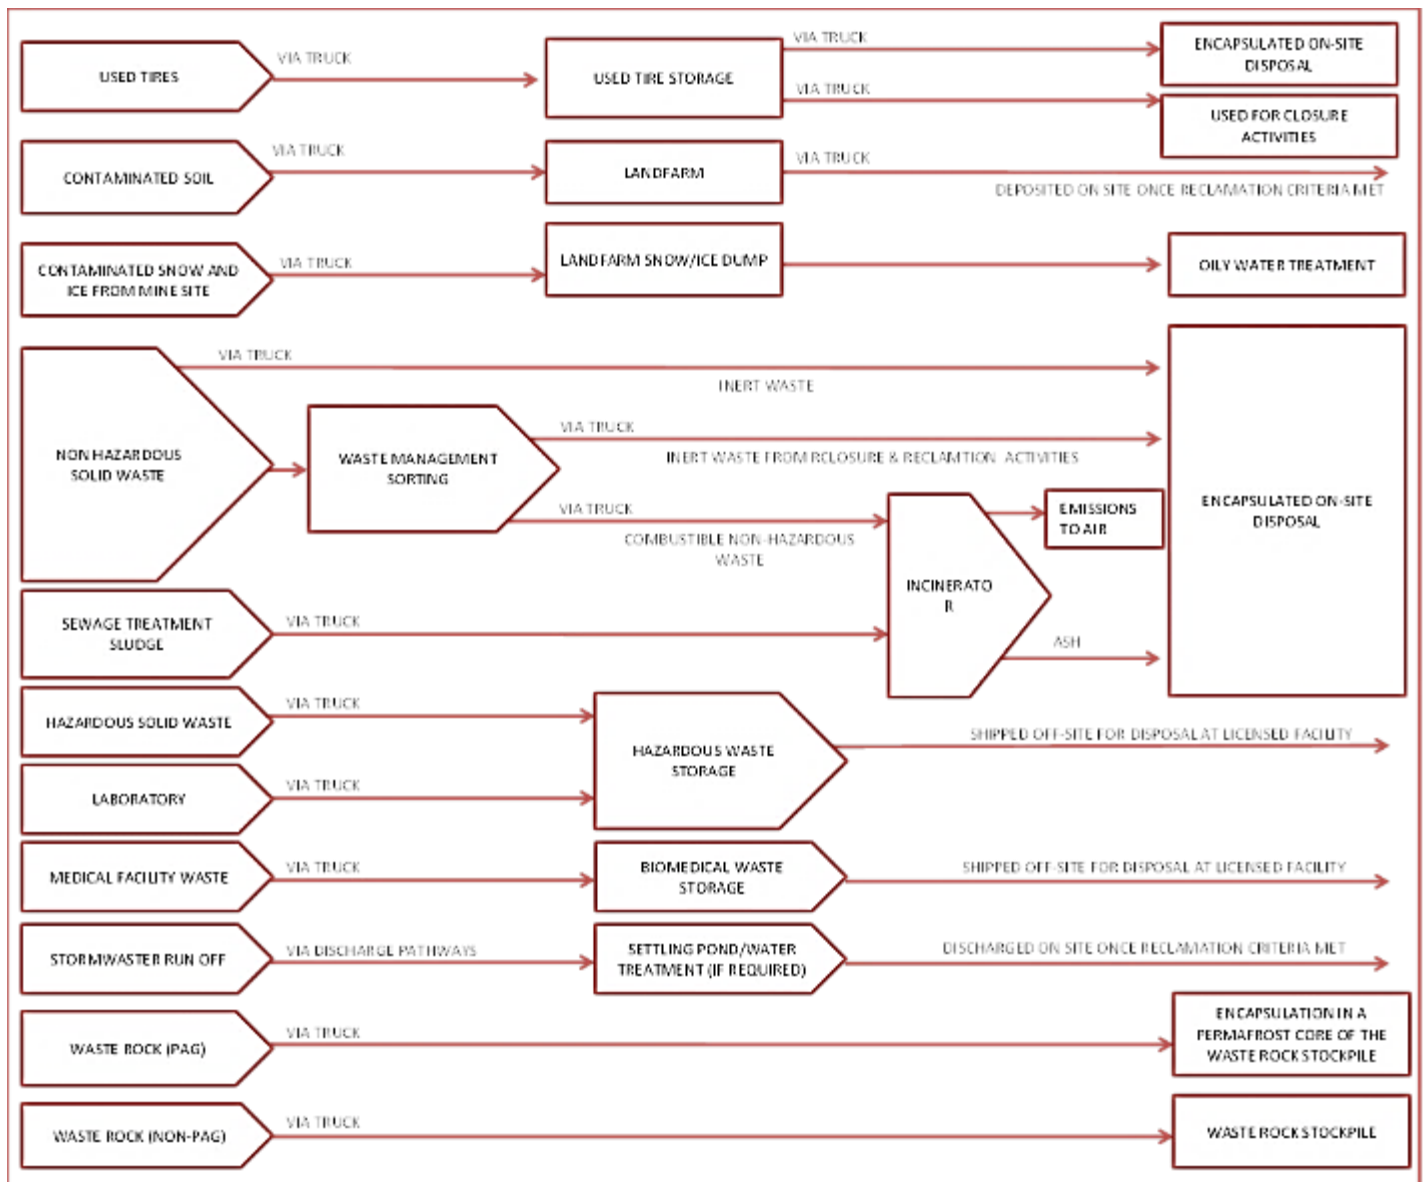 USED TIRES
VIA TRUCK
USED TIRE STORAGE
VIA TRUCK
ENCAPSULATED ON-SITE
DISPOSAL
VIA TRUCK
USED FOR CLOSURE
ACTIVITIES
CONTAMINATED SOIL
VIA TRUCK
LANDFARM
VIA TRUCK
DEPOSITED ON SITE ONCE RECLAMATION CRITERIA MET
CONTAMINATED SNOW AND
ICE FROM MINE SITE
VIA TRUCK
LANDFARM SNOW/ICE DUMP
OILY WATER TREATMENT
NON HAZARDOUS
SOLID WASTE
VIA TRUCK
INERT WASTE
WASTE MANAGEMENT
SORTING
VIA TRUCK
INERT WASTE FROM RCLOSURE & RECLAMTION ACTIVITIES
VIA TRUCK
COMBUSTIBLE NON-HAZARDOUS
WASTE
INCINERATO
R
EMISSIONS
TO AIR
ASH
ENCAPSULATED ON-SITE
DISPOSAL
SEWAGE TREATMENT
SLUDGE
VIA TRUCK
HAZARDOUS SOLID WASTE
VIA TRUCK
HAZARDOUS WASTE
STORAGE
SHIPPED OFF-SITE FOR DISPOSAL AT LICENSED FACILITY
LABORATORY
VIA TRUCK
MEDICAL FACILITY WASTE
VIA TRUCK
BIOMEDICAL WASTE
STORAGE
SHIPPED OFF-SITE FOR DISPOSAL AT LICENSED FACILITY
STORMWASTER RUN OFF
VIA DISCHARGE PATHWAYS
SETTLING POND/WATER
TREATMENT (IF REQUIRED)
DISCHARGED ON SITE ONCE RECLAMATION CRITERIA MET
WASTE ROCK (PAG)
VIA TRUCK
ENCAPSULATION IN A
PERMAFROST CORE OF THE
WASTE ROCK STOCKPILE
WASTE ROCK (NON-PAG)
VIA TRUCK
WASTE ROCK STOCKPILE